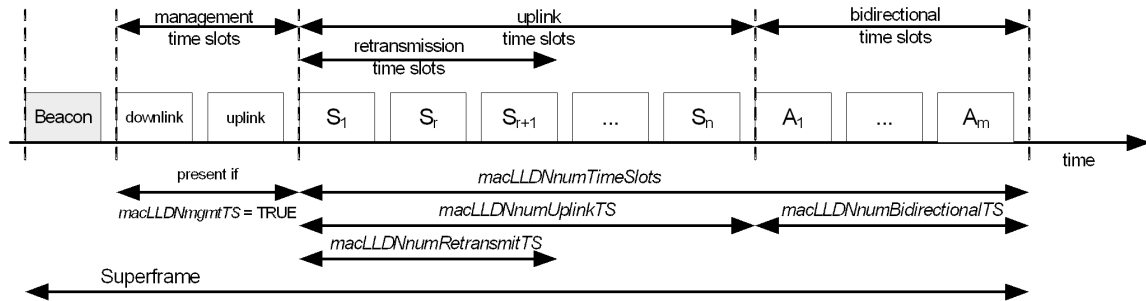 management
time slots
uplink
time slots
bidirectional
time slots
retransmission
time slots
Beacon
downlink
uplink
S1
Sr
Sr+1
...
Sn
A1
...
Am
time
present if
macLLDNmgmtTS = TRUE
macLLDNnumTimeSlots
macLLDNnumUplinkTS
macLLDNnumBidirectionalTS
macLLDNnumRetransmitTS
Superframe